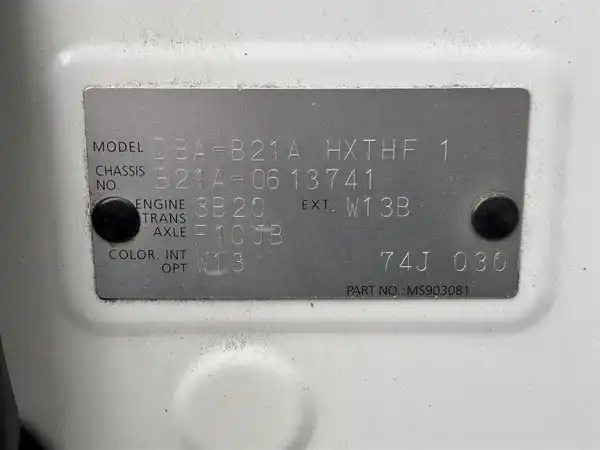 MODEL DBA-B21A HXTHF 1
CHASSIS NO. B21A-0613741
ENGINE 3B20 EXT. W13B
TRANS AXLE F1CJB
COLOR. INT OPT W13 74J 030
PART NO.: MS903081